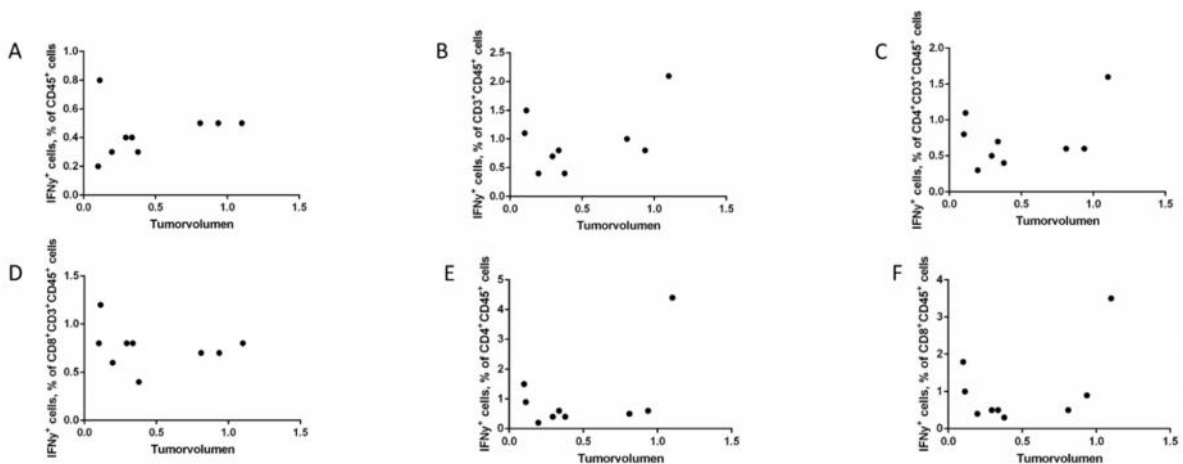 A
IFNγ⁺ cells, % of CD45⁺ cells
1.0
0.8
0.6
0.4
0.2
0.0
0.0 0.5 1.0 1.5
Tumorvolumen
B
IFNγ⁺ cells, % of CD3⁺CD45⁺ cells
2.5
2.0
1.5
1.0
0.5
0.0
0.0 0.5 1.0 1.5
Tumorvolumen
C
IFNγ⁺ cells, % of CD4⁺CD3⁺CD45⁺ cells
2.0
1.5
1.0
0.5
0.0
0.0 0.5 1.0 1.5
Tumorvolumen
D
IFNγ⁺ cells, % of CD8⁺CD3⁺CD45⁺ cells
1.5
1.0
0.5
0.0
0.0 0.5 1.0 1.5
Tumorvolumen
E
IFNγ⁺ cells, % of CD4⁺CD45⁺ cells
5
4
3
2
1
0
0.0 0.5 1.0 1.5
Tumorvolumen
F
IFNγ⁺ cells, % of CD8⁺CD45⁺ cells
4
3
2
1
0
0.0 0.5 1.0 1.5
Tumorvolumen